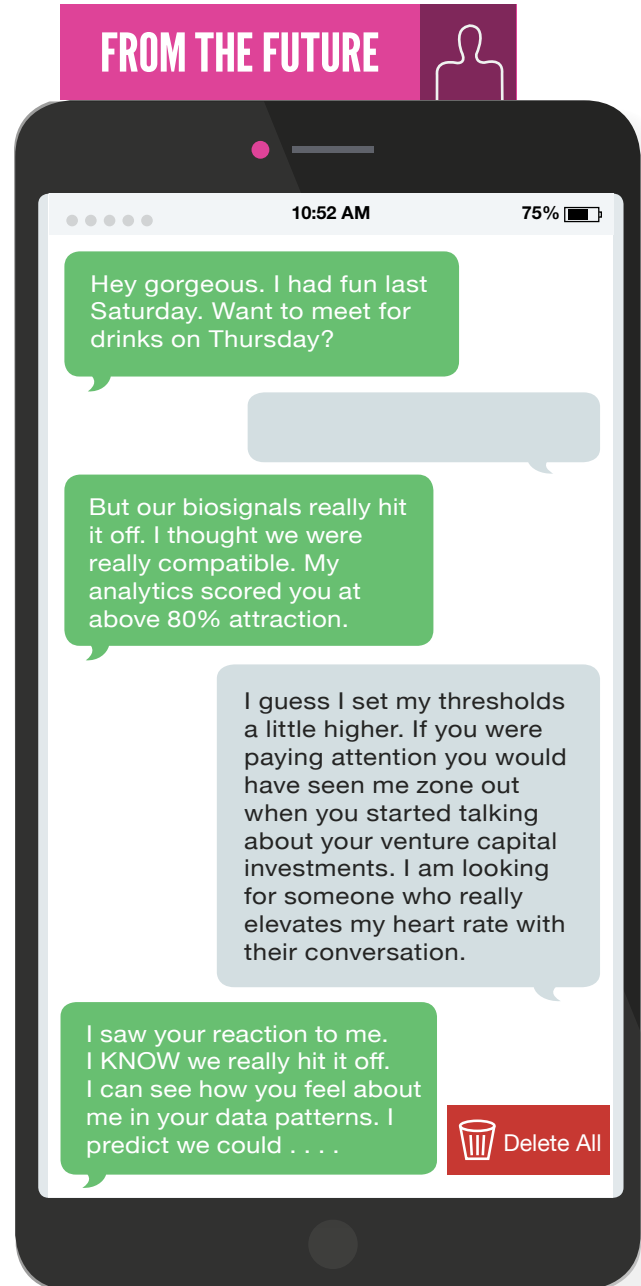 FROM THE FUTURE
10:52 AM
75%
Hey gorgeous. I had fun last
Saturday. Want to meet for
drinks on Thursday?
But our biosignals really hit
it off. I thought we were
really compatible. My
analytics scored you at
above 80% attraction.
I guess I set my thresholds
a little higher. If you were
paying attention you would
have seen me zone out
when you started talking
about your venture capital
investments. I am looking
for someone who really
elevates my heart rate with
their conversation.
I saw your reaction to me.
I KNOW we really hit it off.
I can see how you feel about
me in your data patterns. I
predict we could . . . .
Delete All